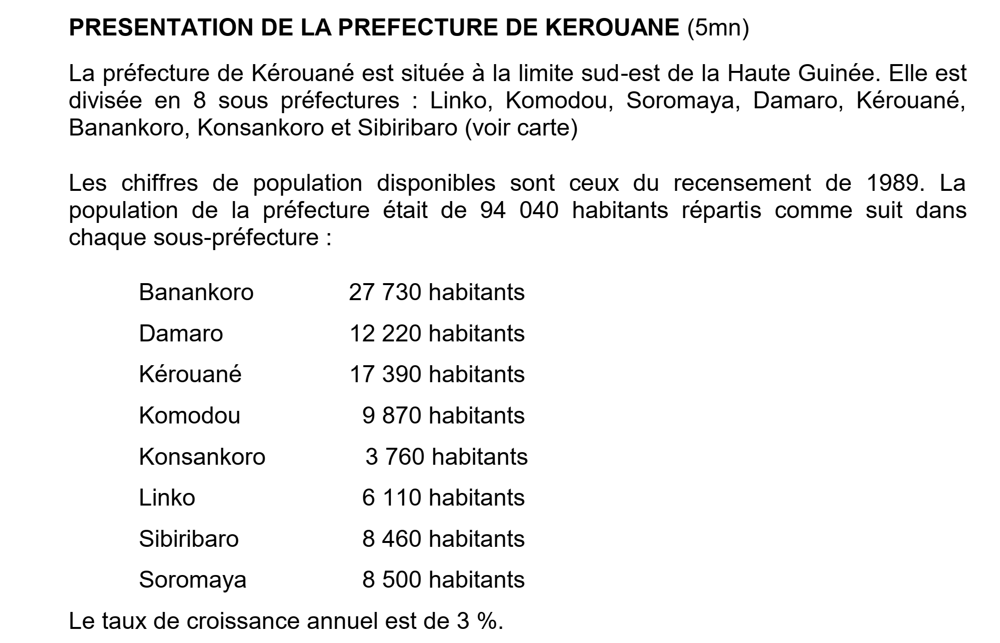 PRESENTATION DE LA PREFECTURE DE KEROUANE (5mn)
La préfecture de Kérouané est située à la limite sud-est de la Haute Guinée. Elle est
divisée en 8 sous préfectures : Linko, Komodou, Soromaya, Damaro, Kérouané,
Banankoro, Konsankoro et Sibiribaro (voir carte)
Les chiffres de population disponibles sont ceux du recensement de 1989. La
population de la préfecture était de 94 040 habitants répartis comme suit dans
chaque sous-préfecture :
Banankoro 27 730 habitants
Damaro 12 220 habitants
Kérouané 17 390 habitants
Komodou 9 870 habitants
Konsankoro 3 760 habitants
Linko 6 110 habitants
Sibiribaro 8 460 habitants
Soromaya 8 500 habitants
Le taux de croissance annuel est de 3 %.